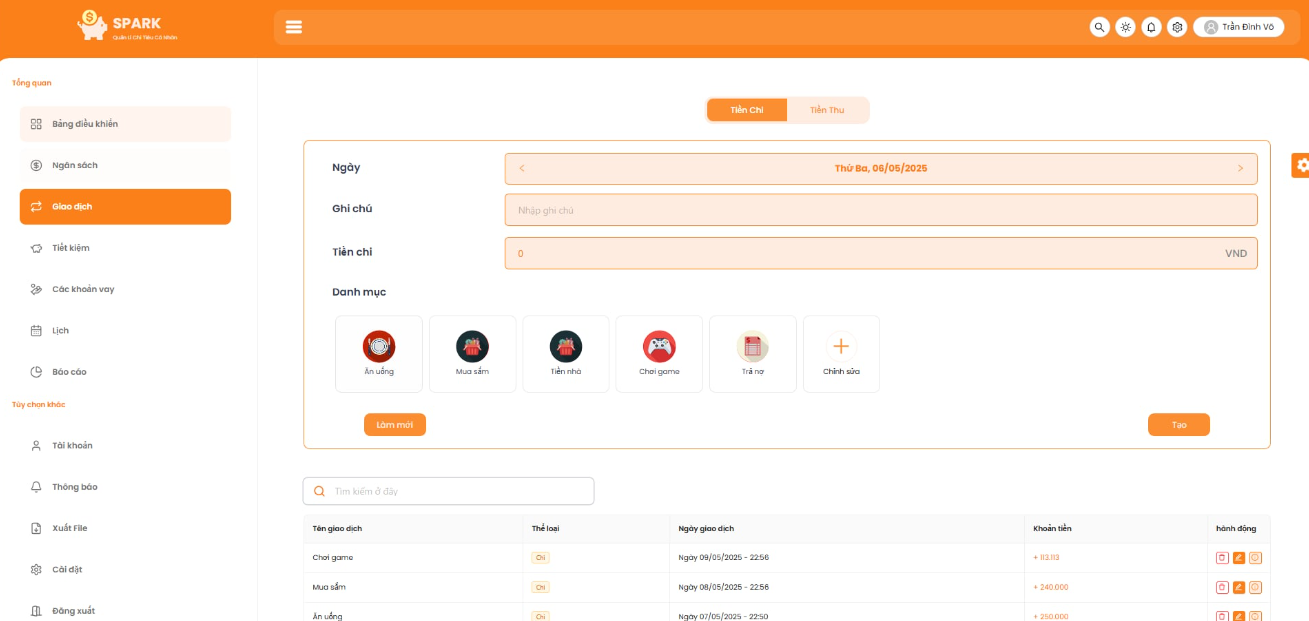 SPARK
Quản Lí Chi Tiêu Cá Nhân
Trần Đình Võ
Tổng quan
Bảng điều khiển
Ngân sách
Giao dịch
Tiết kiệm
Các khoản vay
Lịch
Báo cáo
Tùy chọn khác
Tài khoản
Thông báo
Xuất File
Cài đặt
Đăng xuất
Tiền Chi
Tiền Thu
Ngày
Thứ Ba, 06/05/2025
Ghi chú
Nhập ghi chú
Tiền chi
0 VND
Danh mục
Ăn uống
Mua sắm
Tiền nhà
Chơi game
Trả nợ
Chỉnh sửa
Làm mới
Tạo
Tìm kiếm ở đây
Tên giao dịch Thể loại Ngày giao dịch Khoản tiền hành động
Chơi game Chi Ngày 09/05/2025 - 22:56 + 113.113
Mua sắm Chi Ngày 08/05/2025 - 22:56 + 240.000
Ăn uống Chi Ngày 07/05/2025 - 22:50 + 250.000